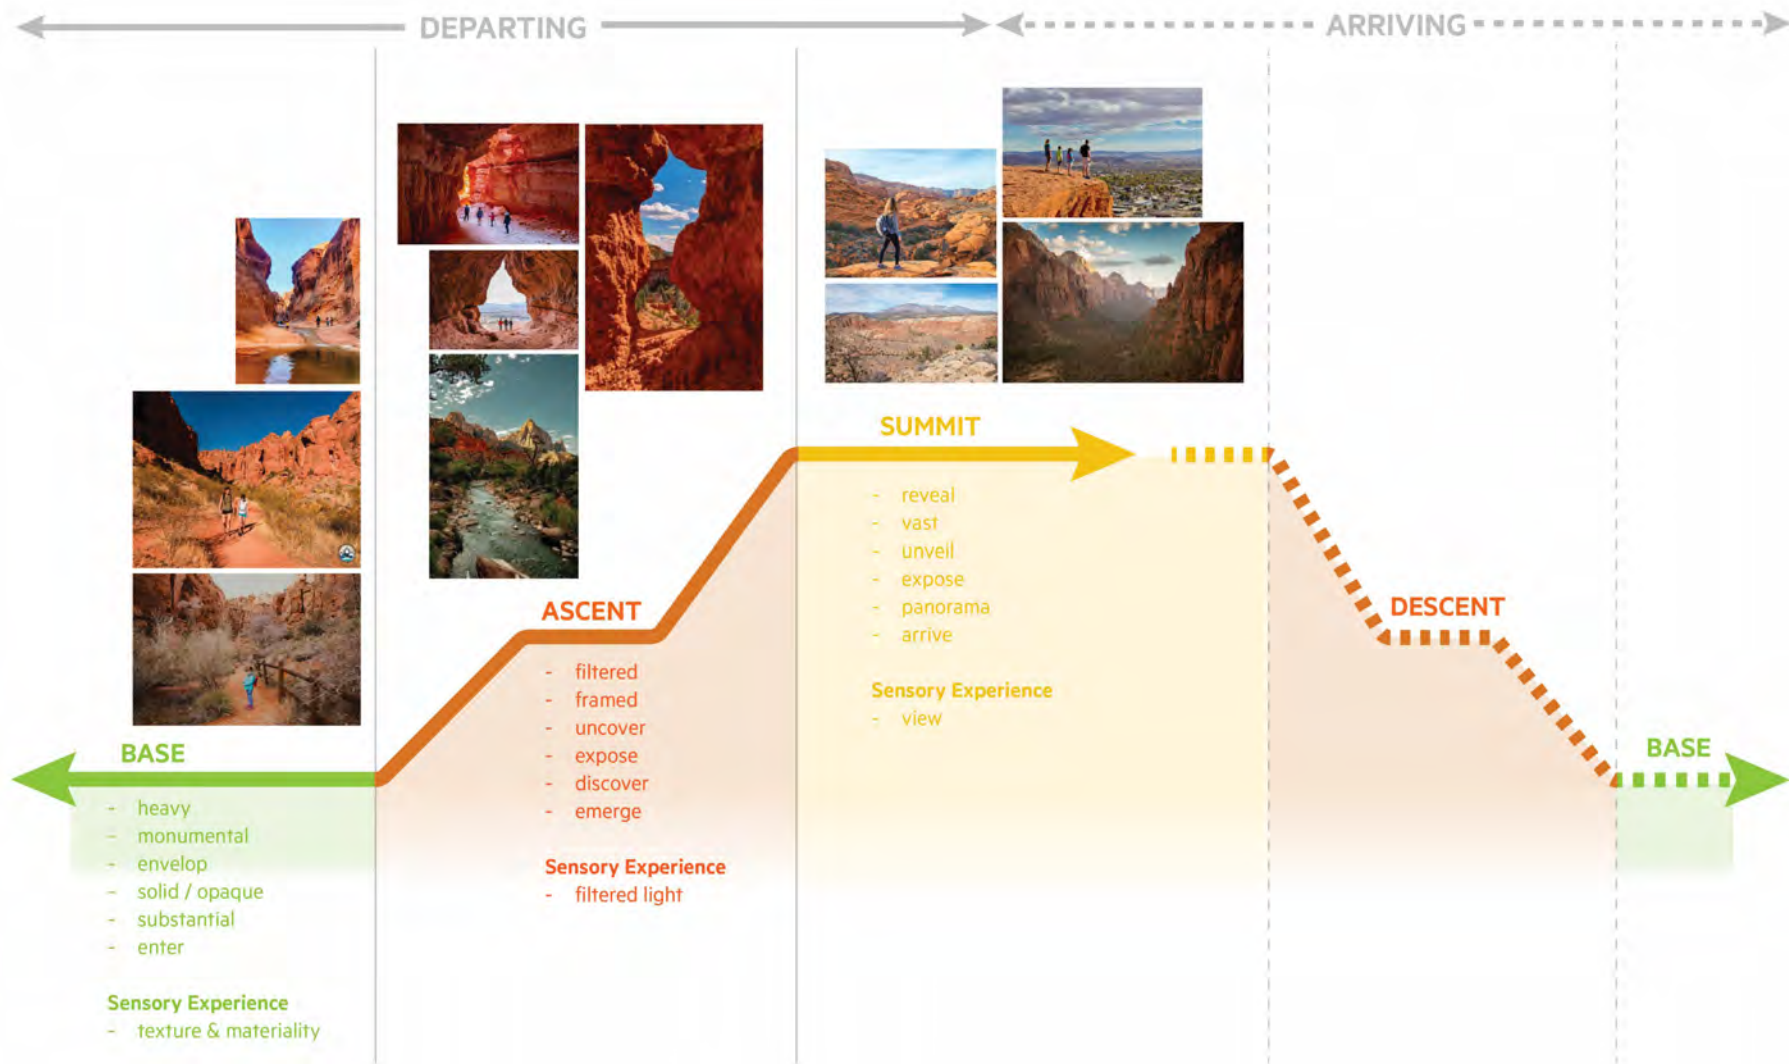 DEPARTING
ARRIVING
BASE
- heavy
- monumental
- envelop
- solid / opaque
- substantial
- enter
Sensory Experience
- texture & materiality
ASCENT
- filtered
- framed
- uncover
- expose
- discover
- emerge
Sensory Experience
- filtered light
SUMMIT
- reveal
- vast
- unveil
- expose
- panorama
- arrive
Sensory Experience
- view
DESCENT
BASE